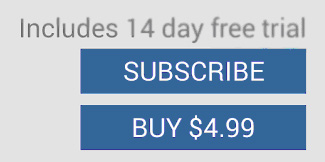 Includes 14 day free trial
SUBSCRIBE
BUY $4.99